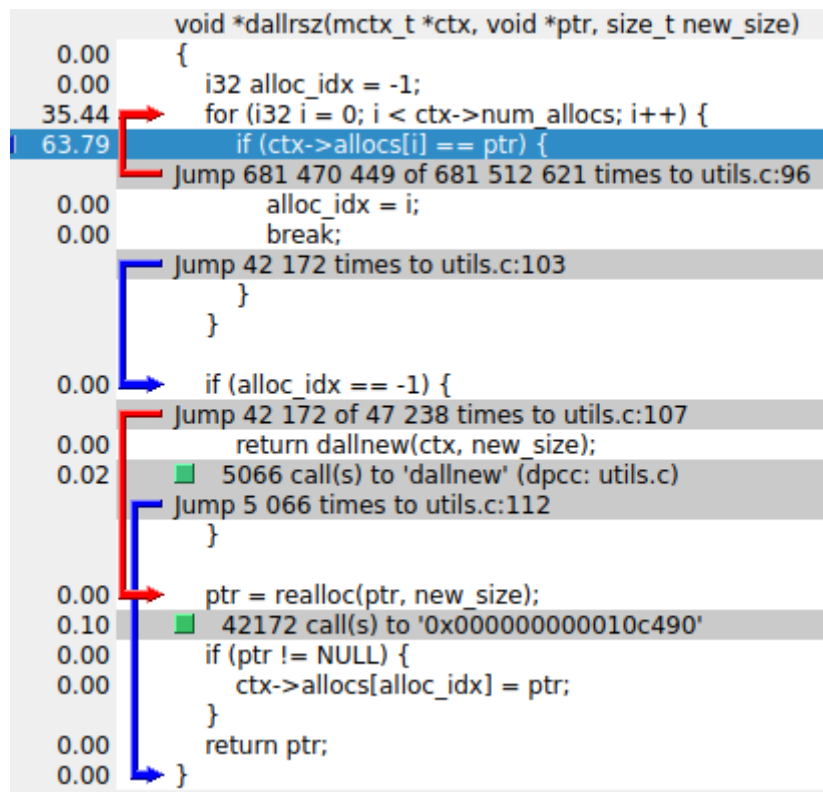 void *dallrsz(mctx_t *ctx, void *ptr, size_t new_size)
0.00 {
0.00 i32 alloc_idx = -1;
35.44 for (i32 i = 0; i < ctx->num_allocs; i++) {
63.79 if (ctx->allocs[i] == ptr) {
Jump 681 470 449 of 681 512 621 times to utils.c:96
0.00 alloc_idx = i;
0.00 break;
Jump 42 172 times to utils.c:103
}
}
0.00 if (alloc_idx == -1) {
Jump 42 172 of 47 238 times to utils.c:107
0.00 return dallnew(ctx, new_size);
0.02 5066 call(s) to 'dallnew' (dpcc: utils.c)
Jump 5 066 times to utils.c:112
}
0.00 ptr = realloc(ptr, new_size);
0.10 42172 call(s) to '0x000000000010c490'
0.00 if (ptr != NULL) {
0.00 ctx->allocs[alloc_idx] = ptr;
}
0.00 return ptr;
0.00 }